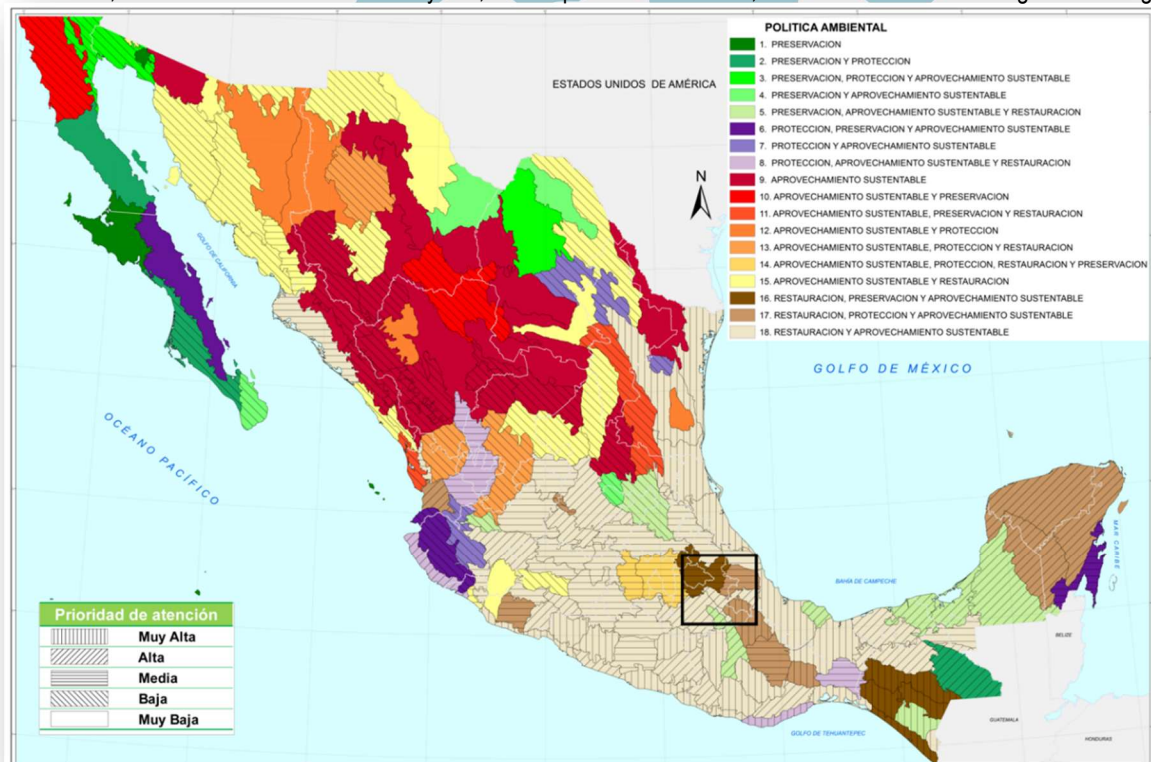 POLITICA AMBIENTAL
1. PRESERVACION
2. PRESERVACION Y PROTECCION
3. PRESERVACION, PROTECCION Y APROVECHAMIENTO SUSTENTABLE
4. PRESERVACION Y APROVECHAMIENTO SUSTENTABLE
5. PRESERVACION, APROVECHAMIENTO SUSTENTABLE Y RESTAURACION
6. PROTECCION, PRESERVACION Y APROVECHAMIENTO SUSTENTABLE
7. PROTECCION Y APROVECHAMIENTO SUSTENTABLE
8. PROTECCION, APROVECHAMIENTO SUSTENTABLE Y RESTAURACION
9. APROVECHAMIENTO SUSTENTABLE
10. APROVECHAMIENTO SUSTENTABLE Y PRESERVACION
11. APROVECHAMIENTO SUSTENTABLE, PRESERVACION Y RESTAURACION
12. APROVECHAMIENTO SUSTENTABLE Y PROTECCION
13. APROVECHAMIENTO SUSTENTABLE, PROTECCION Y RESTAURACION
14. APROVECHAMIENTO SUSTENTABLE, PROTECCION, RESTAURACION Y PRESERVACION
15. APROVECHAMIENTO SUSTENTABLE Y RESTAURACION
16. RESTAURACION, PRESERVACION Y APROVECHAMIENTO SUSTENTABLE
17. RESTAURACION, PROTECCION Y APROVECHAMIENTO SUSTENTABLE
18. RESTAURACION Y APROVECHAMIENTO SUSTENTABLE
ESTADOS UNIDOS DE AMÉRICA
N
GOLFO DE CALIFORNIA
GOLFO DE MÉXICO
OCÉANO PACÍFICO
MAR CARIBE
BAHÍA DE CAMPECHE
BELIZE
GUATEMALA
HONDURAS
GOLFO DE TEHUANTEPEC
Prioridad de atención
Muy Alta
Alta
Media
Baja
Muy Baja